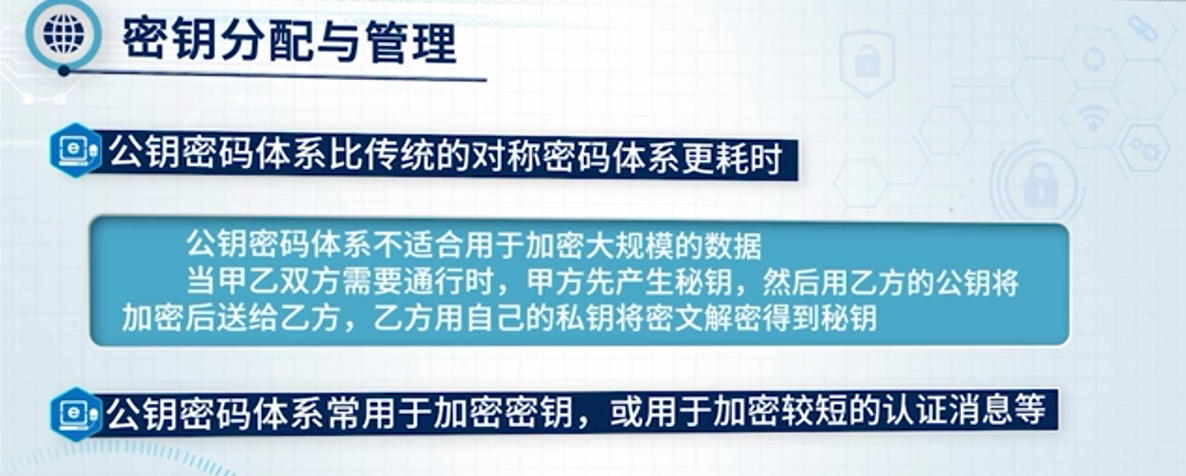 密钥分配与管理
公钥密码体系比传统的对称密码体系更耗时
公钥密码体系不适合用于加密大规模的数据
当甲乙双方需要通行时，甲方先产生秘钥，然后用乙方的公钥将
加密后送给乙方，乙方用自己的私钥将密文解密得到秘钥
公钥密码体系常用于加密密钥，或用于加密较短的认证消息等